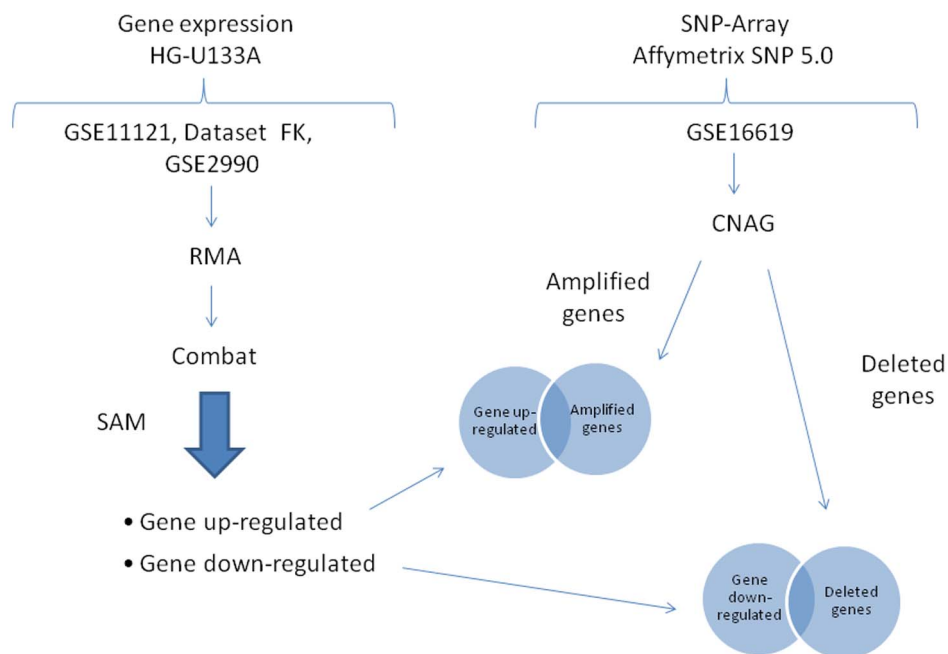 Gene expression
HG-U133A
GSE11121, Dataset FK,
GSE2990
RMA
Combat
SAM
• Gene up-regulated
• Gene down-regulated
SNP-Array
Affymetrix SNP 5.0
GSE16619
CNAG
Amplified
genes
Deleted
genes
Gene up-
regulated
Amplified
genes
Gene
down-
regulated
Deleted
genes